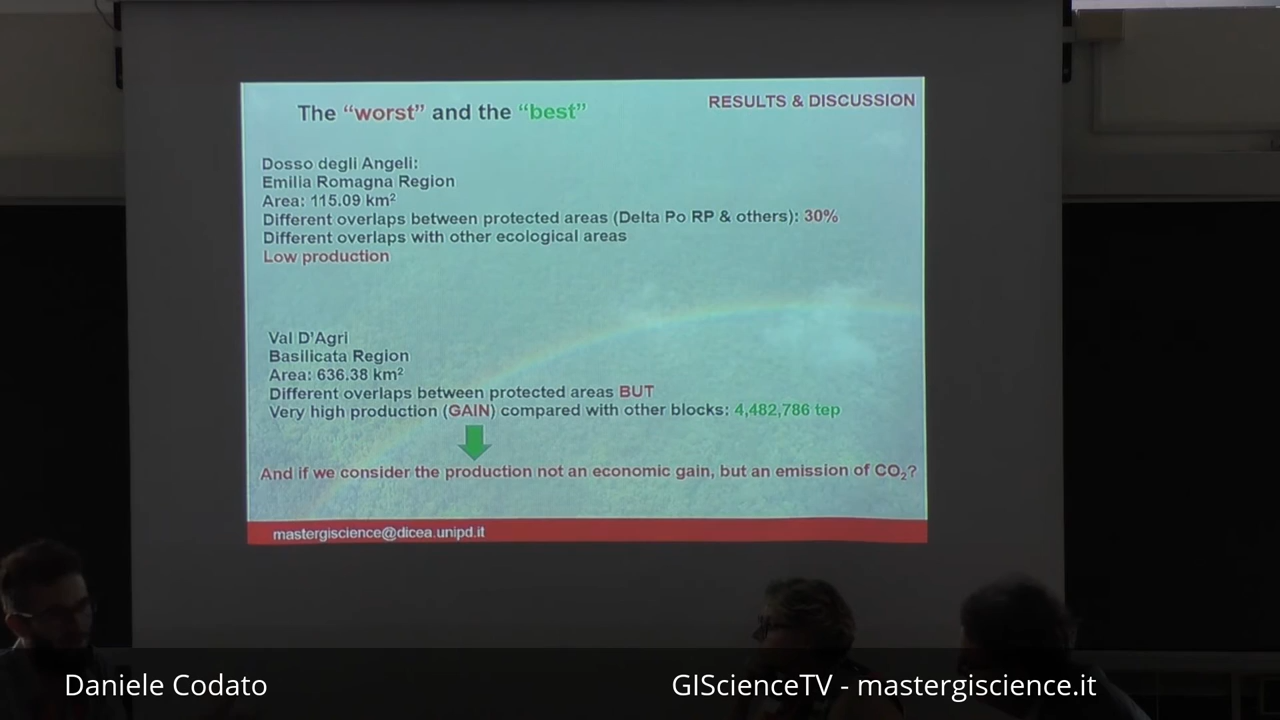 The “worst” and the “best”
RESULTS & DISCUSSION
Dosso degli Angeli:
Emilia Romagna Region
Area: 115.09 km²
Different overlaps between protected areas (Delta Po RP & others): 30%
Different overlaps with other ecological areas
Low production
Val D'Agri
Basilicata Region
Area: 636.38 km²
Different overlaps between protected areas BUT
Very high production (GAIN) compared with other blocks: 4,482,786 tep
And if we consider the production not an economic gain, but an emission of CO₂?
mastergiscience@dicea.unipd.it
Daniele Codato
GIScienceTV - mastergiscience.it